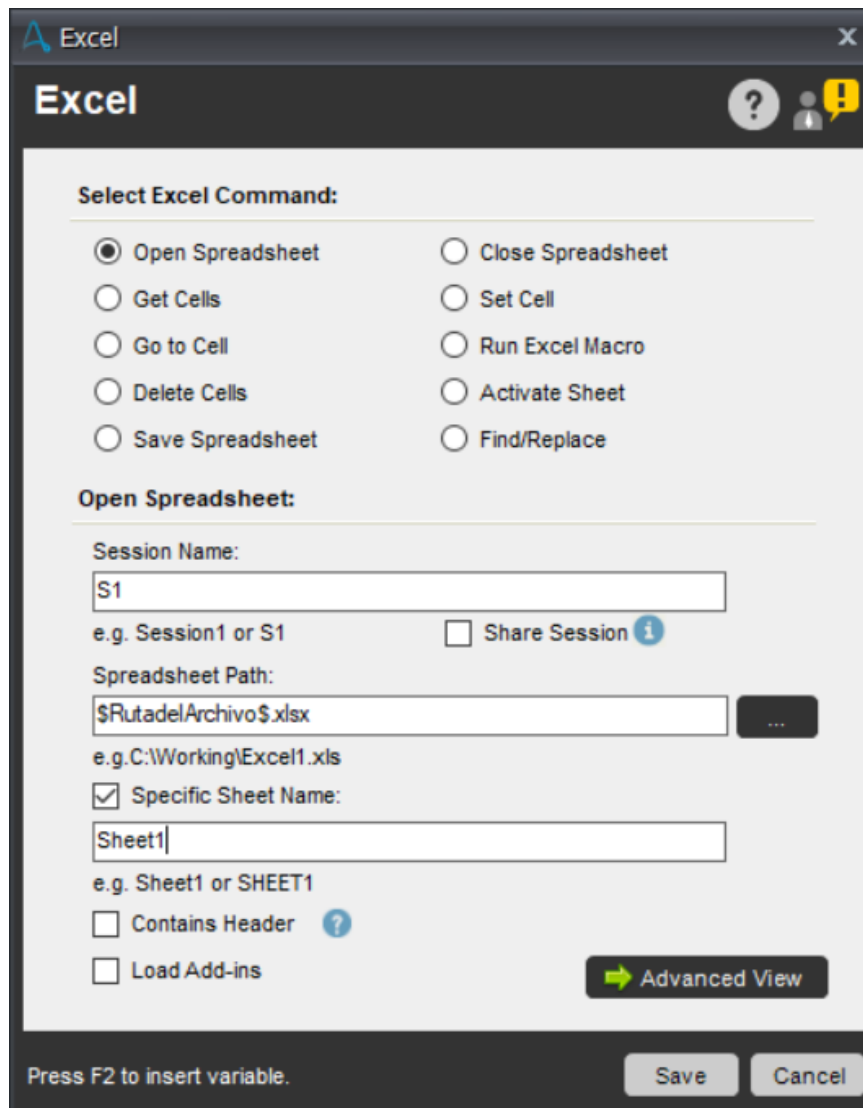 Excel
x
Excel
?
!
Select Excel Command:
Open Spreadsheet
Close Spreadsheet
Get Cells
Set Cell
Go to Cell
Run Excel Macro
Delete Cells
Activate Sheet
Save Spreadsheet
Find/Replace
Open Spreadsheet:
Session Name:
S1
e.g. Session1 or S1
Share Session i
Spreadsheet Path:
$RutadelArchivo$.xlsx
...
e.g.C:\Working\Excel1.xls
Specific Sheet Name:
Sheet1
e.g. Sheet1 or SHEET1
Contains Header ?
Load Add-ins
Advanced View
Press F2 to insert variable.
Save
Cancel